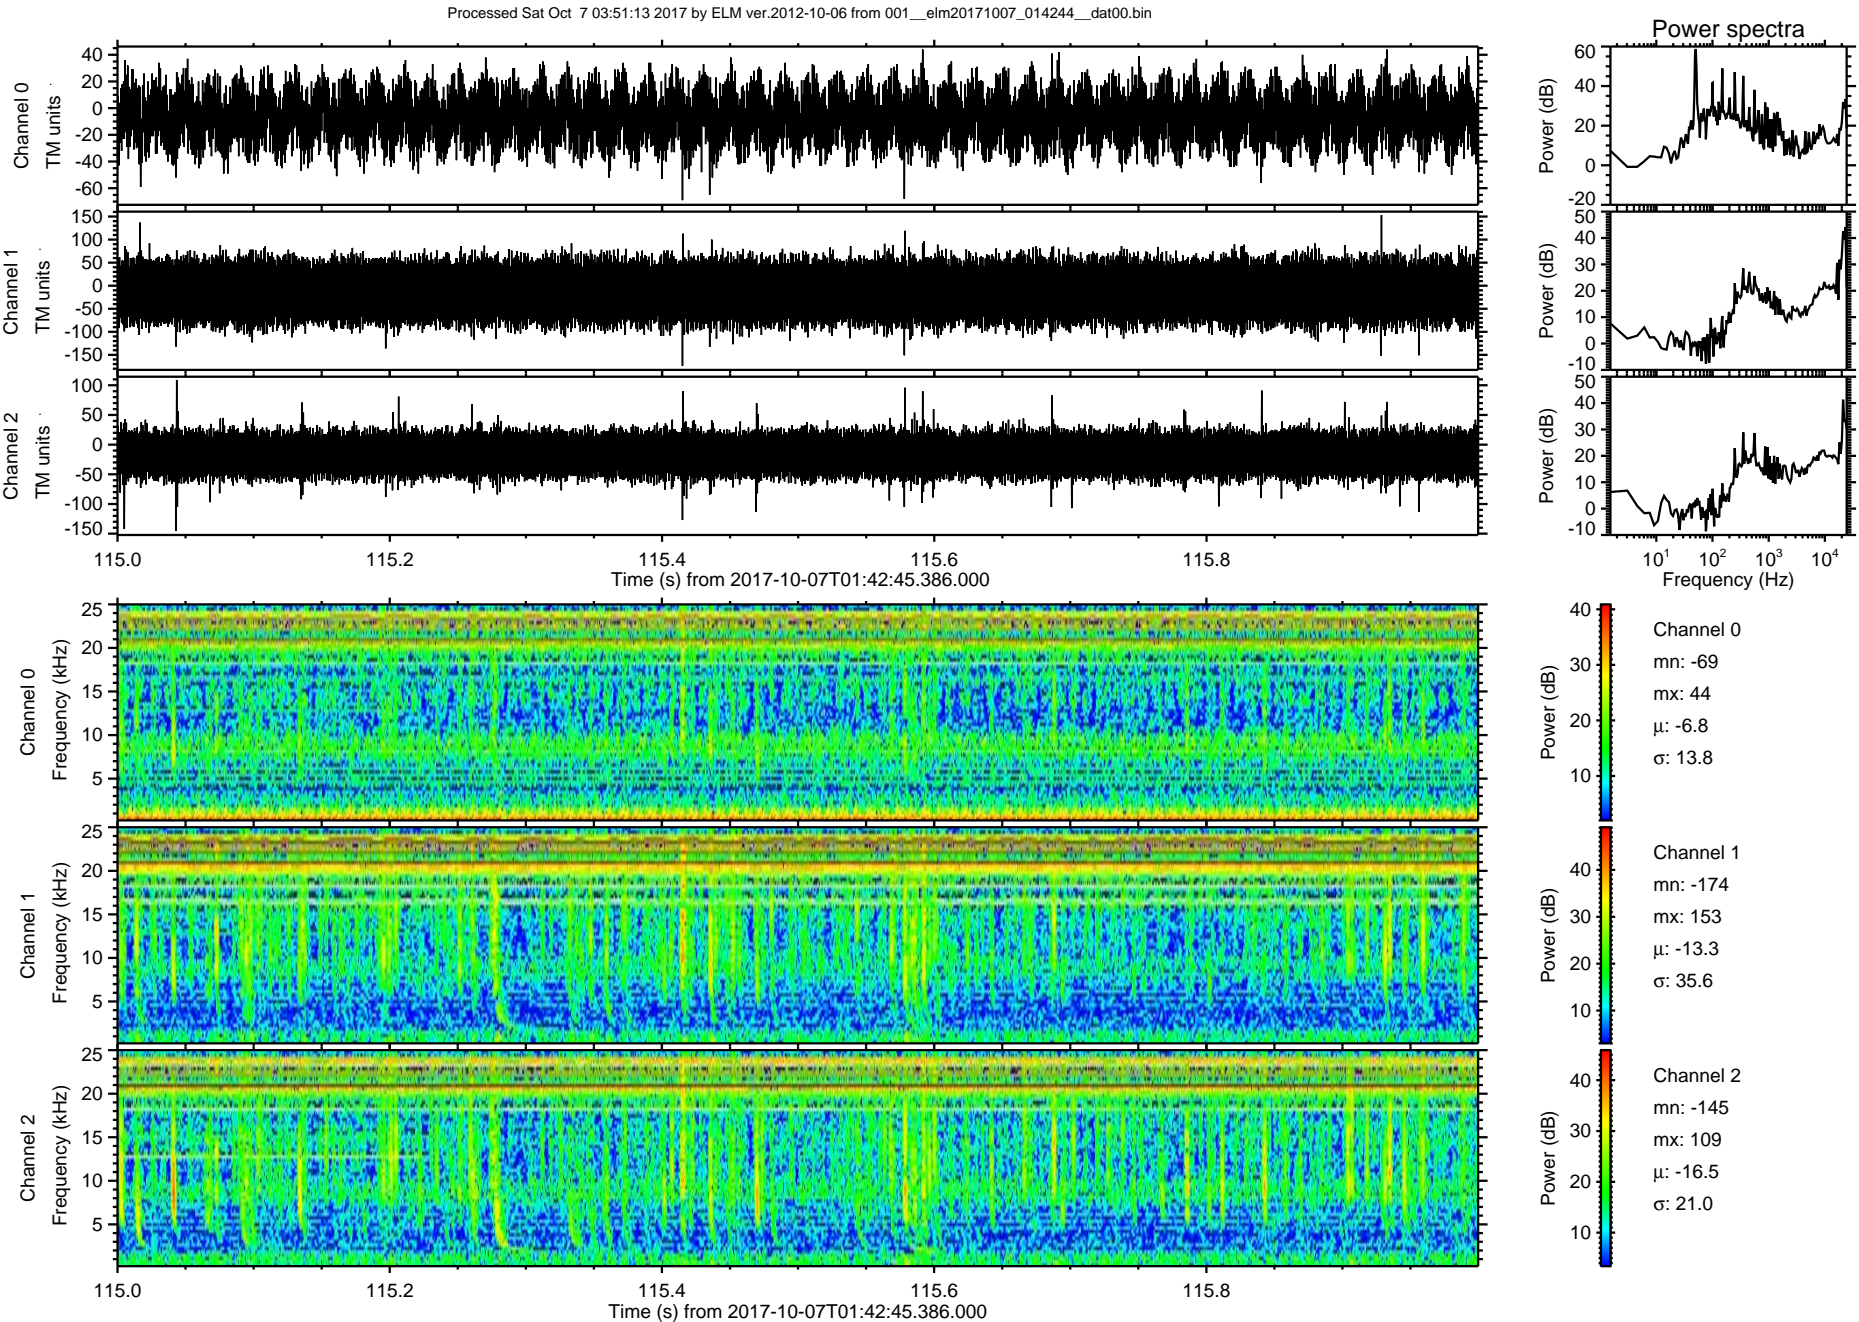 Processed Sat Oct 7 03:51:13 2017 by ELM ver.2012-10-06 from 001__elm20171007_014244__dat00.bin
Power spectra
Channel 0
TM units
40
20
0
-20
-40
-60
Power (dB)
60
40
20
0
-20
Channel 1
TM units
150
100
50
0
-50
-100
-150
Power (dB)
50
40
30
20
10
0
-10
Channel 2
TM units
100
50
0
-50
-100
-150
Power (dB)
50
40
30
20
10
0
-10
115.0 115.2 115.4 115.6 115.8
Time (s) from 2017-10-07T01:42:45.386.000
10¹ 10² 10³ 10⁴
Frequency (Hz)
Channel 0
Frequency (kHz)
25
20
15
10
5
Power (dB)
40
30
20
10
Channel 0
mn: -69
mx: 44
μ: -6.8
σ: 13.8
Channel 1
Frequency (kHz)
25
20
15
10
5
Power (dB)
40
30
20
10
Channel 1
mn: -174
mx: 153
μ: -13.3
σ: 35.6
Channel 2
Frequency (kHz)
25
20
15
10
5
Power (dB)
40
30
20
10
Channel 2
mn: -145
mx: 109
μ: -16.5
σ: 21.0
115.0 115.2 115.4 115.6 115.8
Time (s) from 2017-10-07T01:42:45.386.000